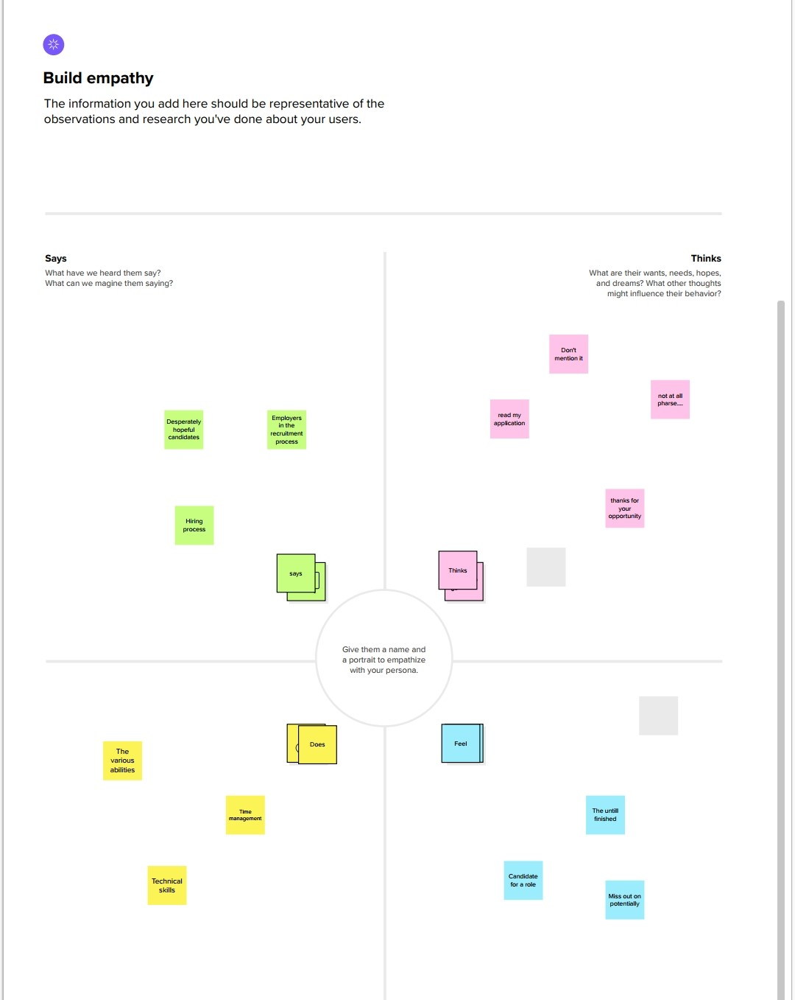 Build empathy
The information you add here should be representative of the
observations and research you've done about your users.
Says
What have we heard them say?
What can we magine them saying?
Thinks
What are their wants, needs, hopes,
and dreams? What other thoughts
might influence their behavior?
Don't
mention it
not at all
pharse....
read my
application
Desperately
hopeful
candidates
Employers
in the
recruitment
process
thanks for
your
opportunity
Hiring
process
says
Thinks
Give them a name and
a portrait to empathize
with your persona.
Does
Feel
The
various
abilities
Time
management
The untill
finished
Technical
skills
Candidate
for a role
Miss out on
potentially